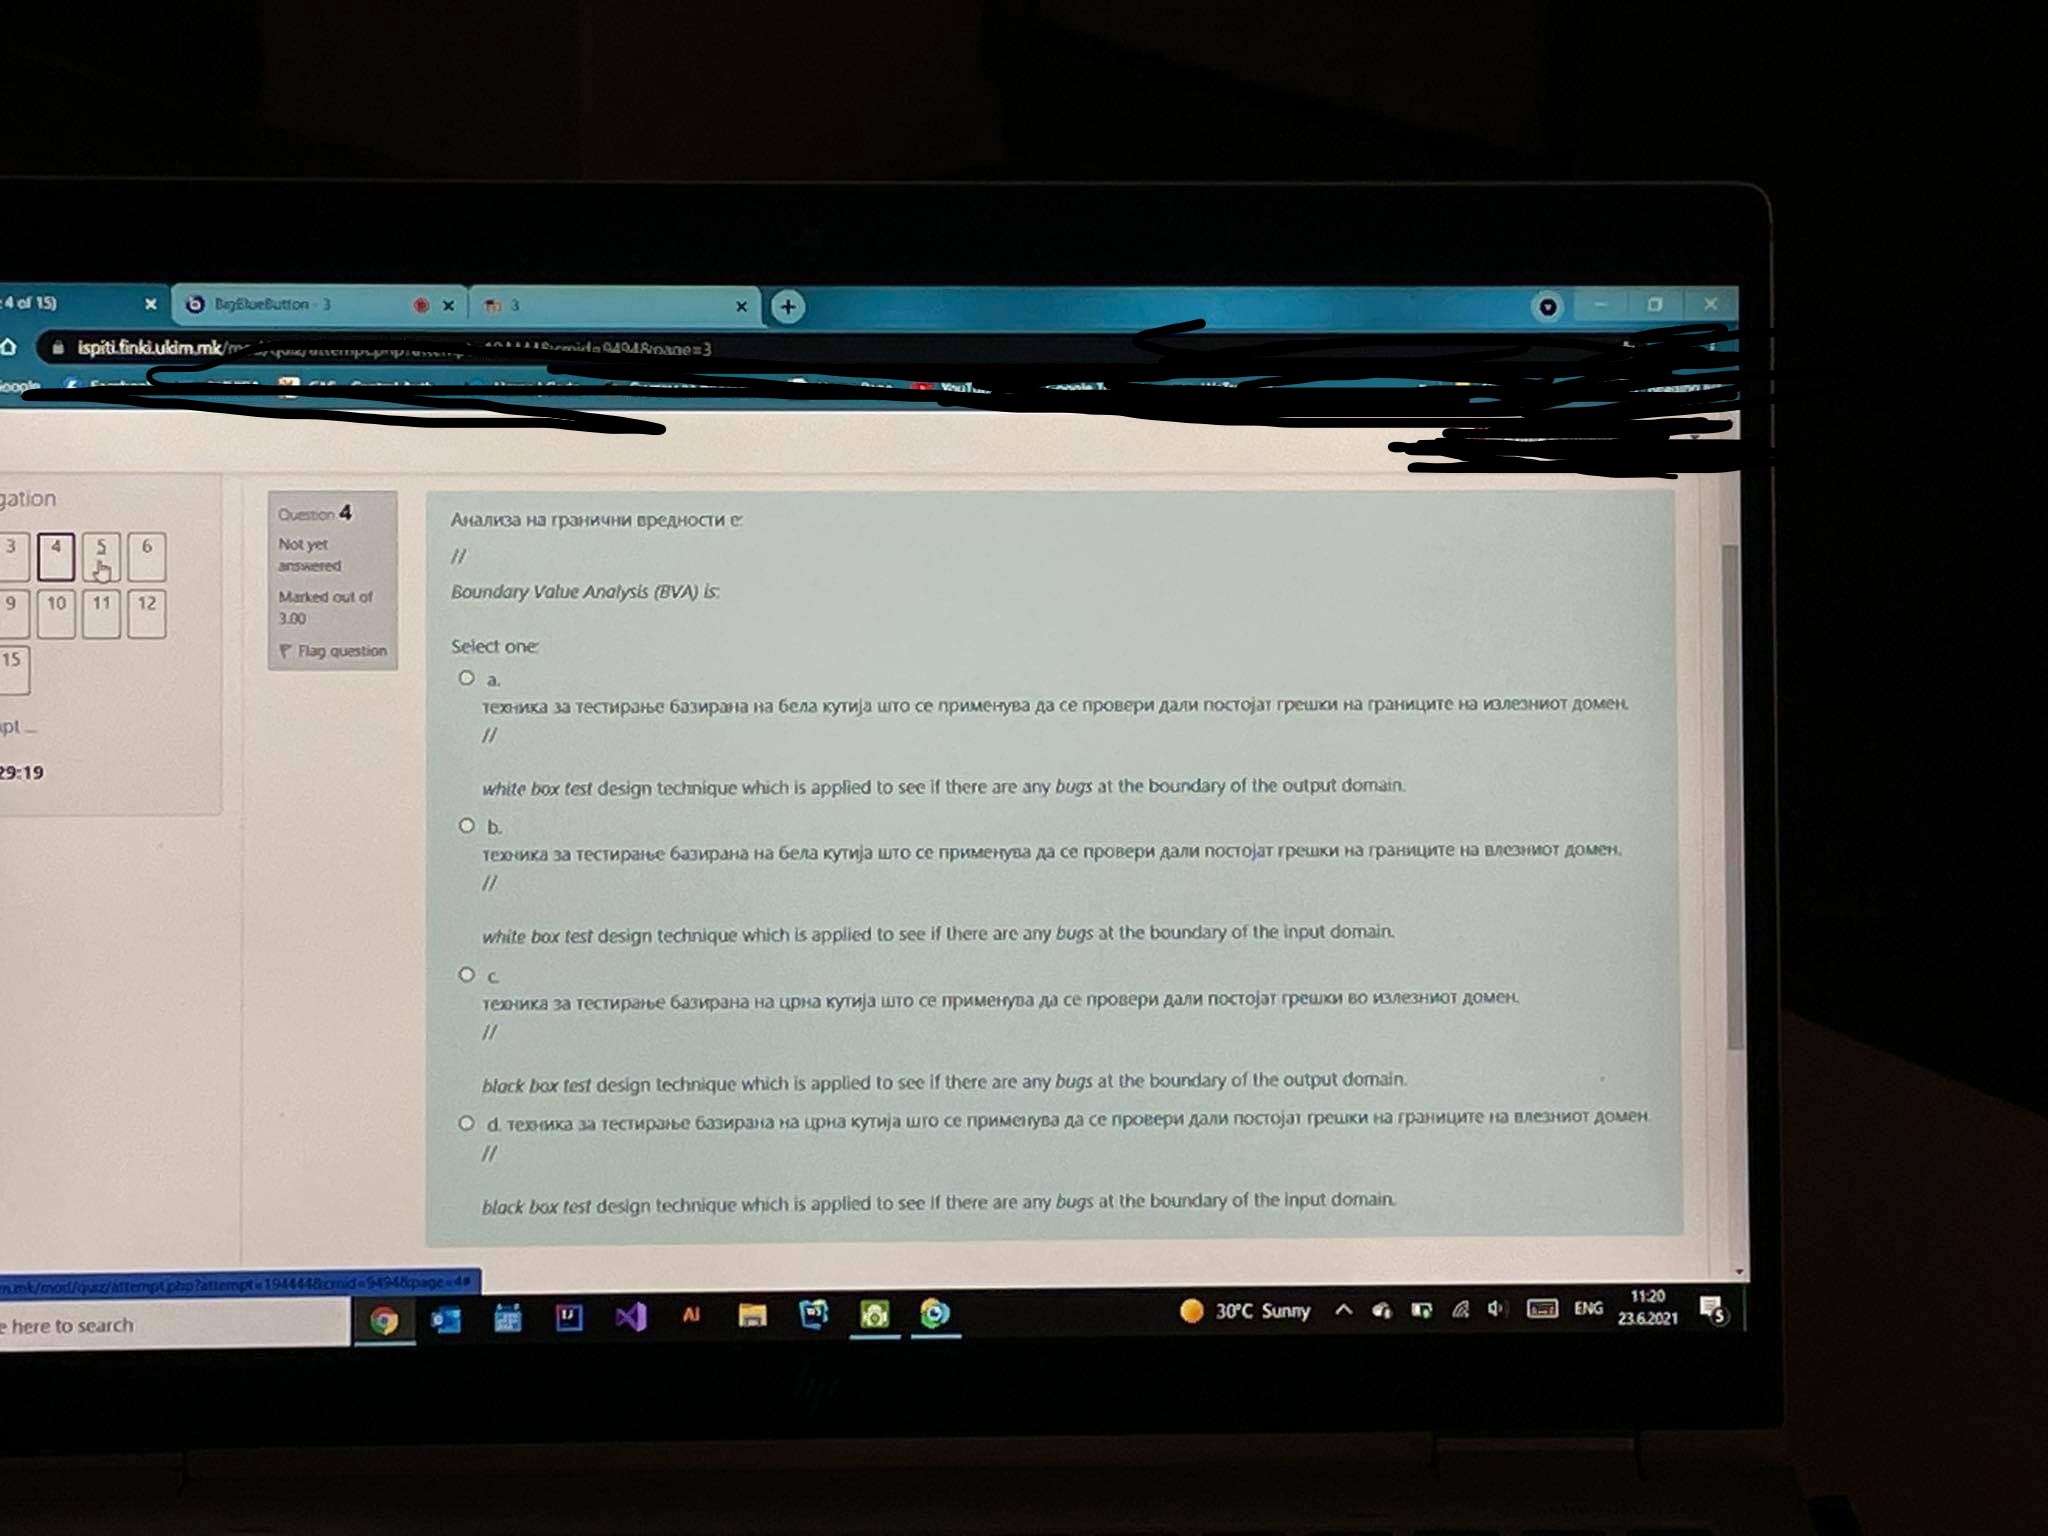 4 of 15)
BigBlueButton - 3
3
ispiti.finki.ukim.mk/mod/quiz/attempt.php?attempt=194444&cmid=9494&page=3
gation
3 4 5 6
9 10 11 12
15
29:19
Question 4
Not yet
answered
Marked out of
3.00
Flag question
Анализа на гранични вредности е:
//
Boundary Value Analysis (BVA) is:
Select one:
a.
техника за тестирање базирана на бела кутија што се применува да се провери дали постојат грешки на границите на излезниот домен.
//
white box test design technique which is applied to see if there are any bugs at the boundary of the output domain.
b.
техника за тестирање базирана на бела кутија што се применува да се провери дали постојат грешки на границите на влезниот домен.
//
white box test design technique which is applied to see if there are any bugs at the boundary of the input domain.
c.
техника за тестирање базирана на црна кутија што се применува да се провери дали постојат грешки во излезниот домен.
//
black box test design technique which is applied to see if there are any bugs at the boundary of the output domain.
d. техника за тестирање базирана на црна кутија што се применува да се провери дали постојат грешки на границите на влезниот домен.
//
black box test design technique which is applied to see if there are any bugs at the boundary of the input domain.
m.mk/mod/quiz/attempt.php?attempt=194444&cmid=9494&page=4#
e here to search
30°C Sunny
ENG
11:20
23.6.2021
5